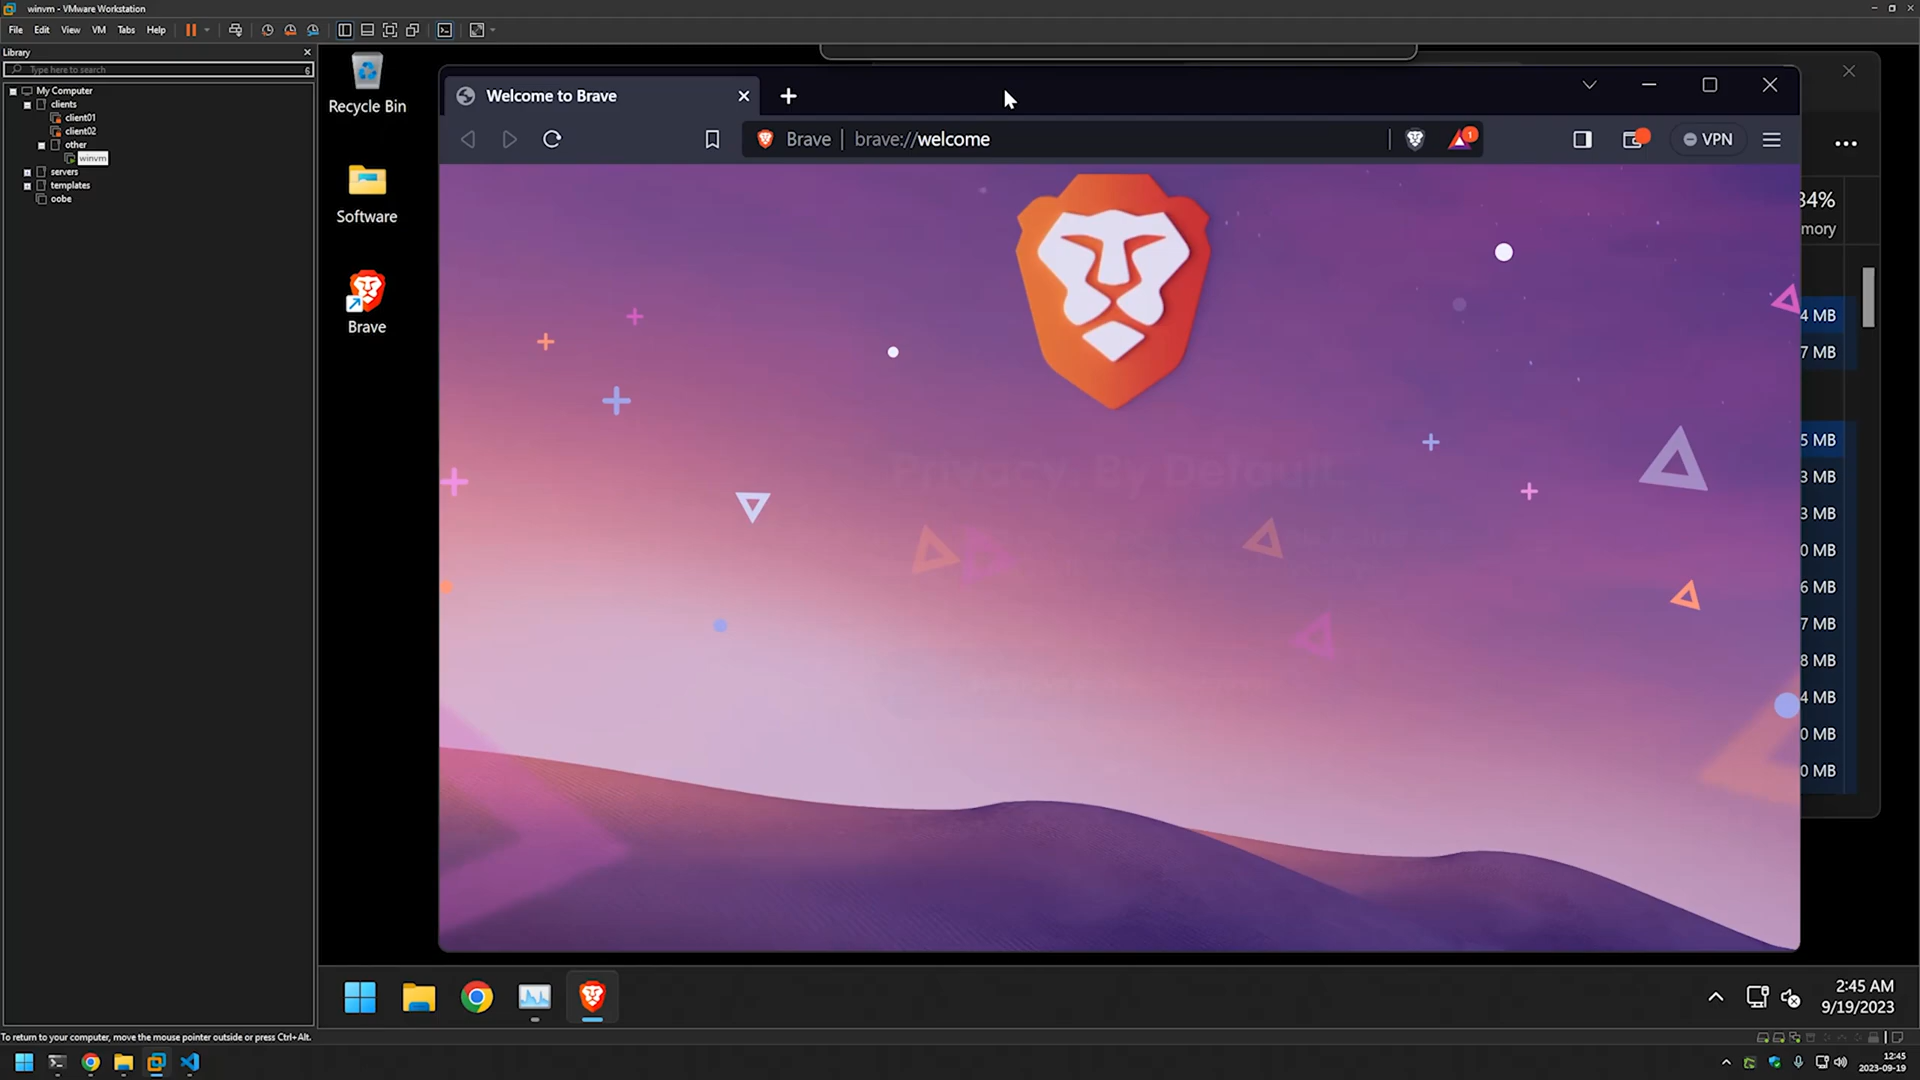 winvm - VMware Workstation
File Edit View VM Tabs Help
Library
Type here to search
My Computer
clients
client01
client02
other
winvm
servers
templates
oobe
Recycle Bin
Software
Brave
Welcome to Brave
Brave brave://welcome
1
VPN
34%
mory
4 MB
7 MB
5 MB
3 MB
3 MB
0 MB
6 MB
7 MB
8 MB
4 MB
0 MB
0 MB
Privacy. By Default.
2:45 AM
9/19/2023
To return to your computer, move the mouse pointer outside or press Ctrl+Alt.
12:45
2023-09-19